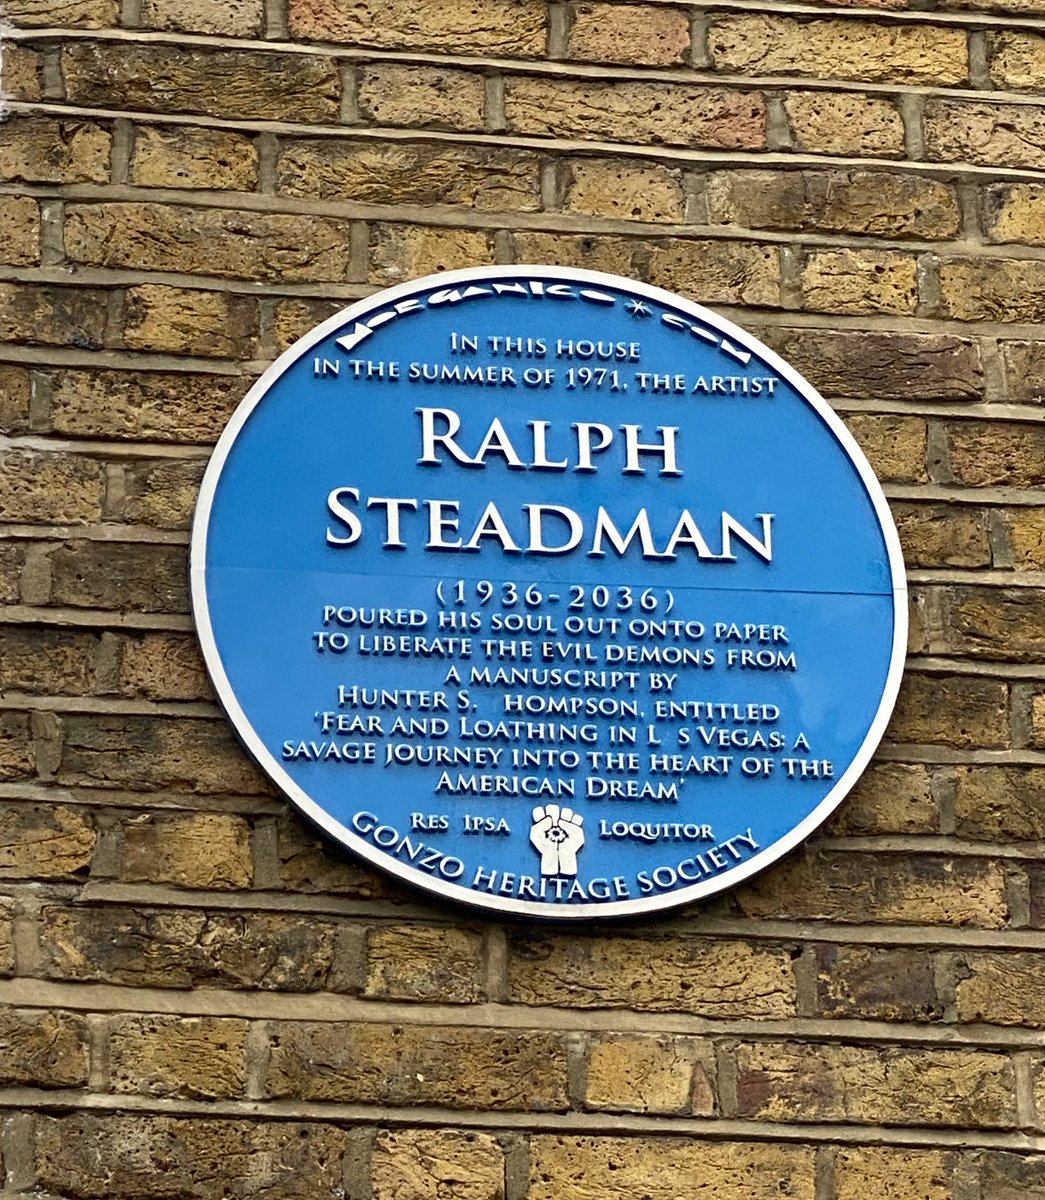 MORGANICO*COM
IN THIS HOUSE
IN THE SUMMER OF 1971, THE ARTIST
RALPH
STEADMAN
(1936-2036)
POURED HIS SOUL OUT ONTO PAPER
TO LIBERATE THE EVIL DEMONS FROM
A MANUSCRIPT BY
HUNTER S. HOMPSON, ENTITLED
'FEAR AND LOATHING IN L S VEGAS: A
SAVAGE JOURNEY INTO THE HEART OF THE
AMERICAN DREAM'
RES IPSA LOQUITOR
GONZO HERITAGE SOCIETY